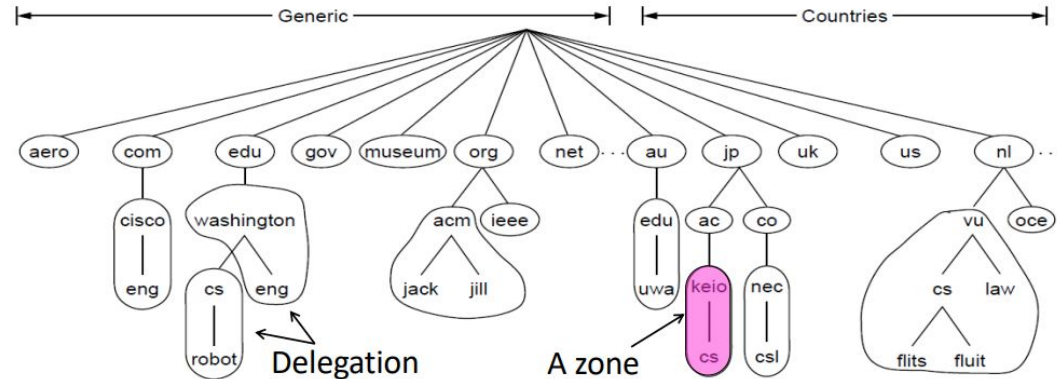 Generic Countries
aero com edu gov museum org net ... au jp uk us nl ...
cisco washington acm ieee edu ac co vu oce
eng cs eng jack jill uwa keio nec cs law
robot cs csl flits fluit
Delegation A zone